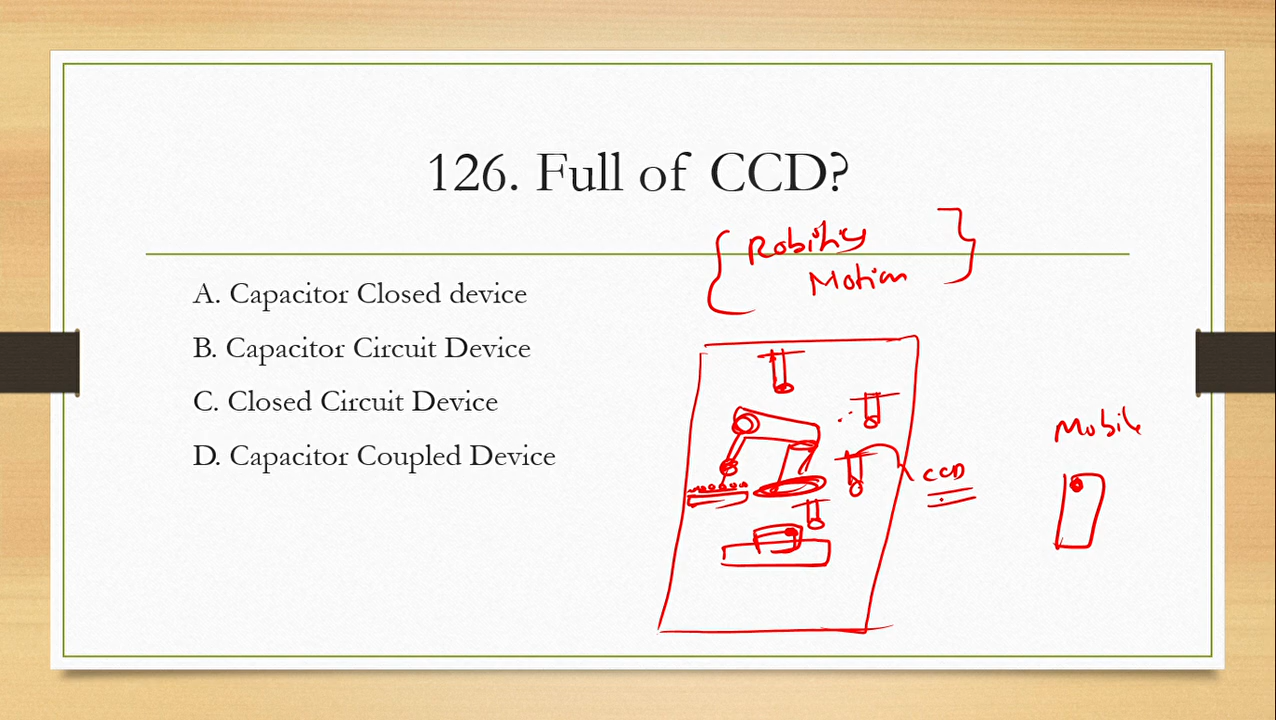 126. Full of CCD?
Motion
A. Capacitor Closed device
B. Capacitor Circuit Device
C. Closed Circuit Device
D. Capacitor Coupled Device
CCD
Mobile